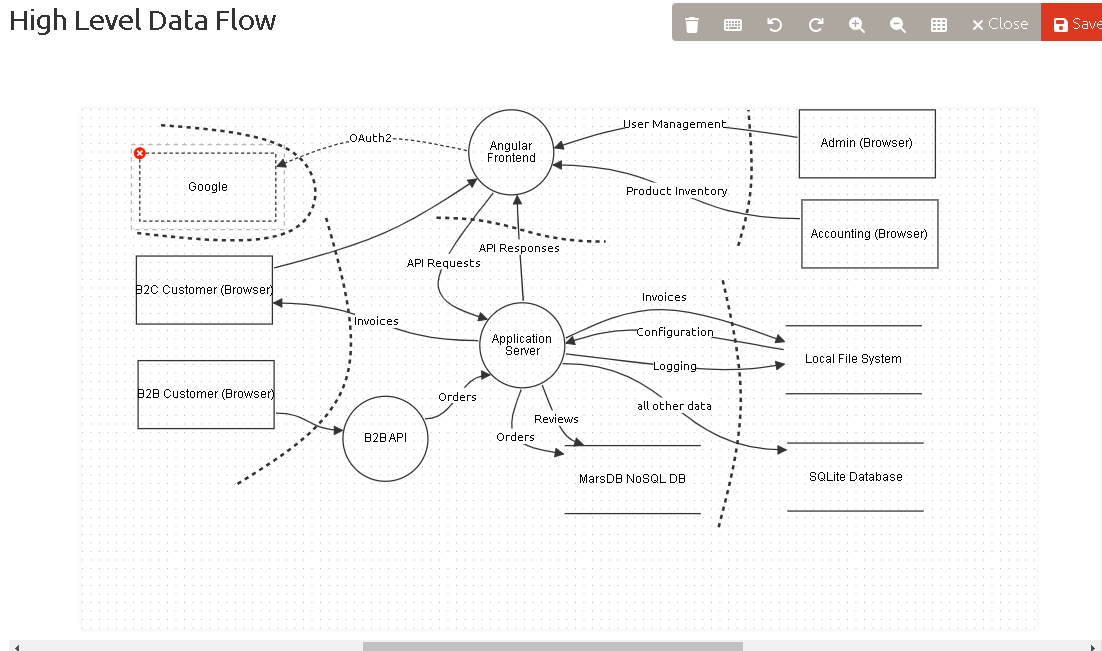 High Level Data Flow
Close
Save
OAuth2
Angular
Frontend
User Management
Admin (Browser)
Google
Product Inventory
Accounting (Browser)
API Responses
API Requests
B2C Customer (Browser)
Invoices
Invoices
Configuration
Application
Server
Local File System
Logging
B2B Customer (Browser)
Orders
all other data
Reviews
B2B API
Orders
MarsDB NoSQL DB
SQLite Database